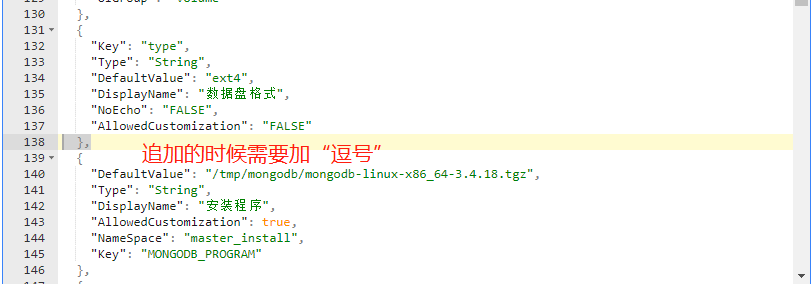 129 "UIGroup": "volume"
130 },
131 {
132 "Key": "type",
133 "Type": "String",
134 "DefaultValue": "ext4",
135 "DisplayName": "数据盘格式",
136 "NoEcho": "FALSE",
137 "AllowedCustomization": "FALSE"
138 },
追加的时候需要加“逗号”
139 {
140 "DefaultValue": "/tmp/mongodb/mongodb-linux-x86_64-3.4.18.tgz",
141 "Type": "String",
142 "DisplayName": "安装程序",
143 "AllowedCustomization": true,
144 "NameSpace": "master_install",
145 "Key": "MONGODB_PROGRAM"
146 },
147 {